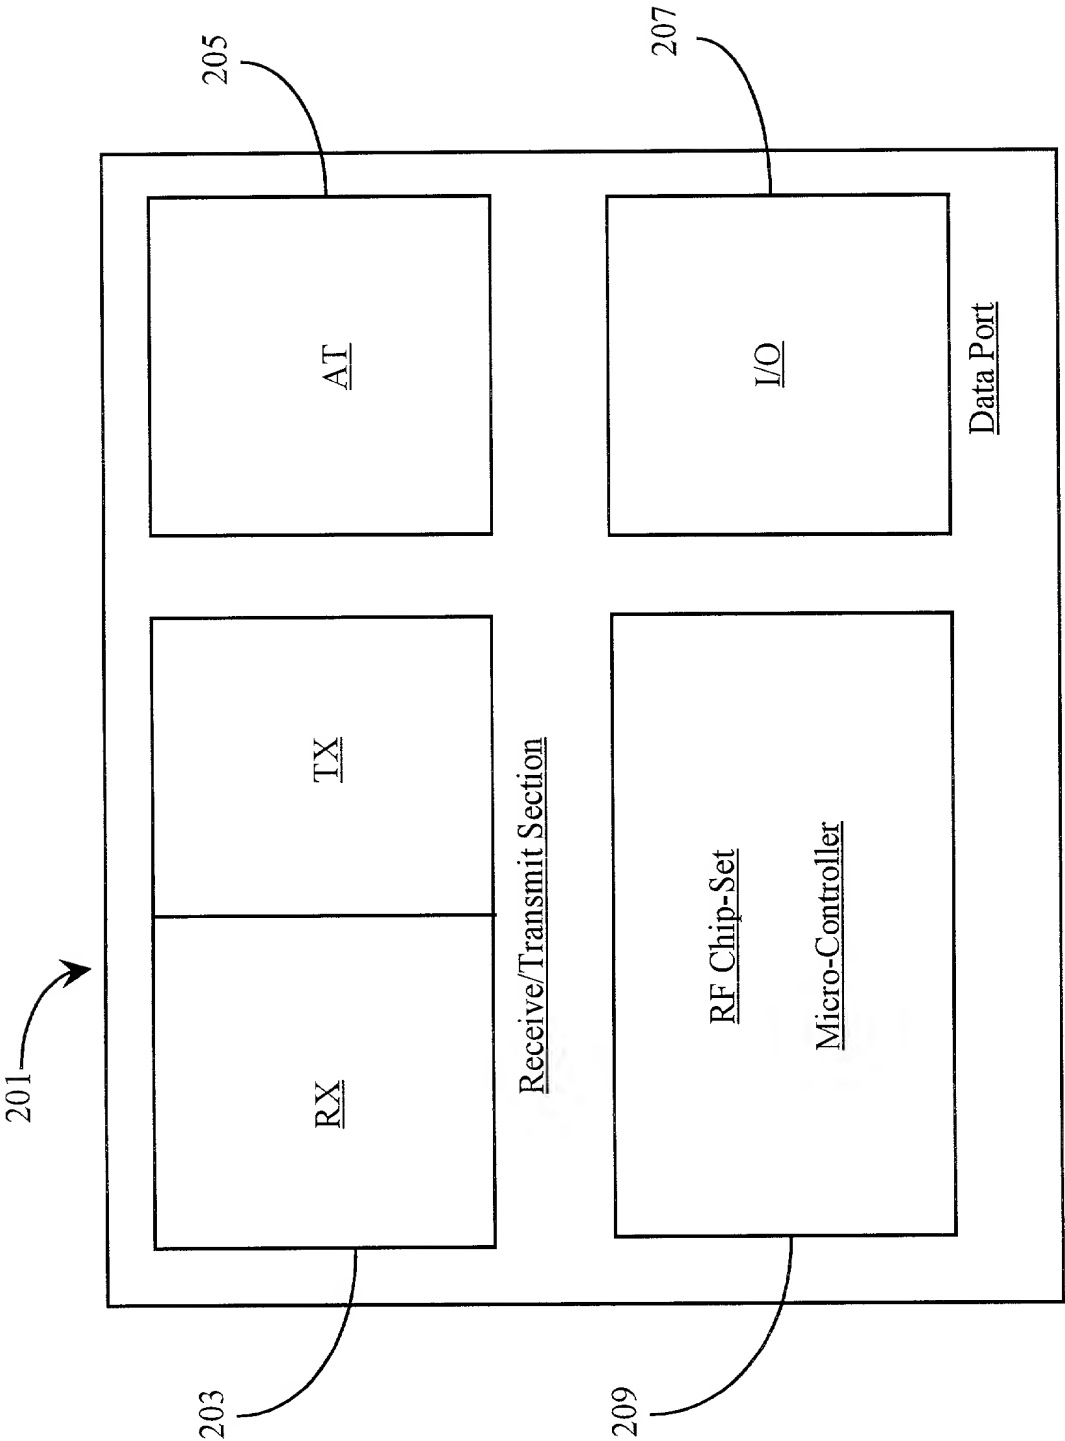 201
203
RX
TX
AT
205
Receive/Transmit Section
209
RF Chip-Set
Micro-Controller
I/O
207
Data Port